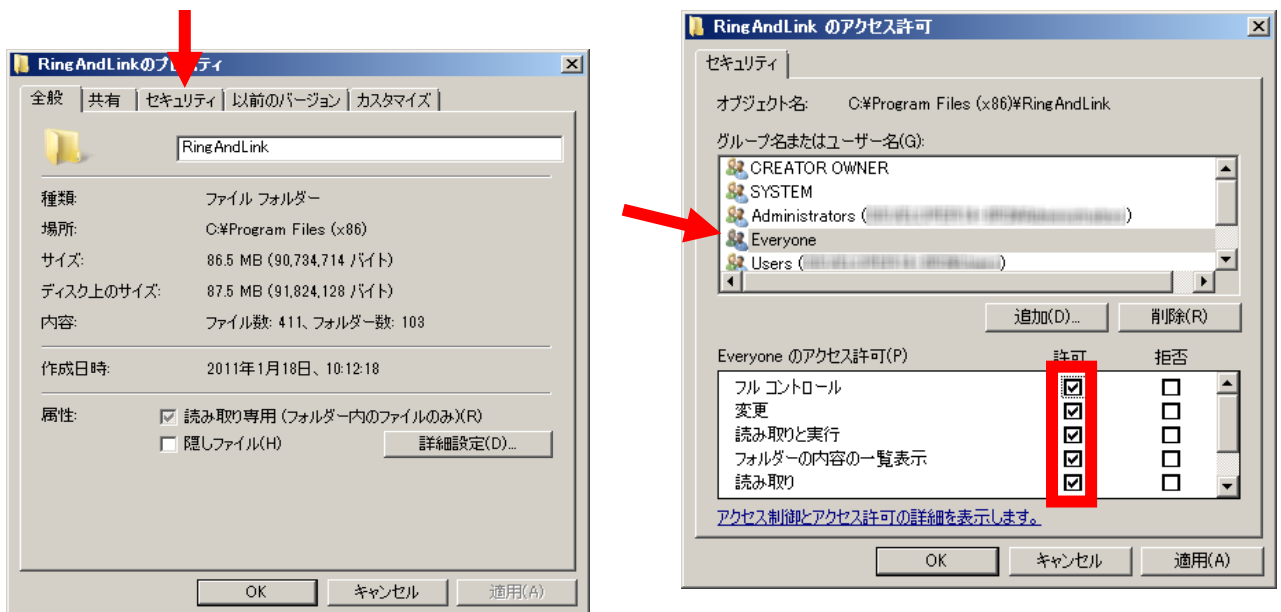 RingAndLinkのプ ティ
全般 共有 セキュリティ 以前のバージョン カスタマイズ
RingAndLink
種類: ファイル フォルダー
場所: C:¥Program Files (x86)
サイズ: 86.5 MB (90,734,714 バイト)
ディスク上のサイズ: 87.5 MB (91,824,128 バイト)
内容: ファイル数: 411、フォルダー数: 103
作成日時: 2011年1月18日、10:12:18
属性: 読み取り専用 (フォルダー内のファイルのみ)(R)
隠しファイル(H) 詳細設定(D)...
OK キャンセル 適用(A)
RingAndLink のアクセス許可
セキュリティ
オブジェクト名: C:¥Program Files (x86)¥RingAndLink
グループ名またはユーザー名(G):
CREATOR OWNER
SYSTEM
Administrators ( )
Everyone
Users ( )
追加(D)... 削除(R)
Everyone のアクセス許可(P) 許可 拒否
フル コントロール
変更
読み取りと実行
フォルダーの内容の一覧表示
読み取り
アクセス制御とアクセス許可の詳細を表示します。
OK キャンセル 適用(A)